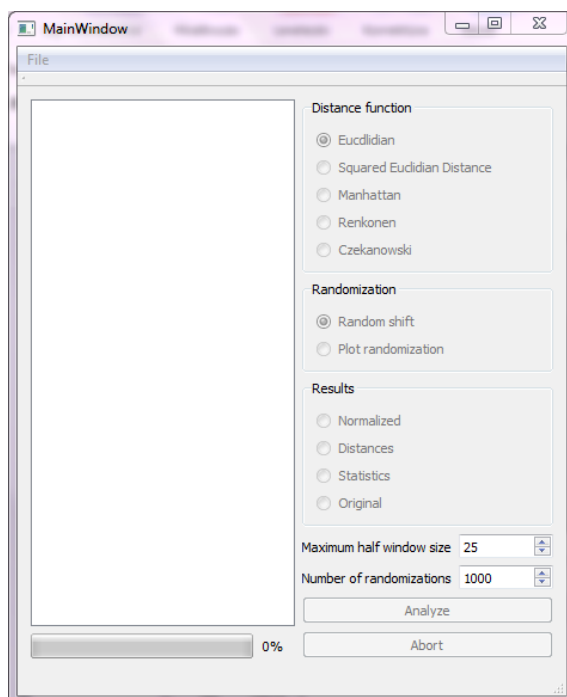 MainWindow
File
Distance function
Eucdlidian
Squared Euclidian Distance
Manhattan
Renkonen
Czekanowski
Randomization
Random shift
Plot randomization
Results
Normalized
Distances
Statistics
Original
Maximum half window size 25
Number of randomizations 1000
Analyze
0% Abort